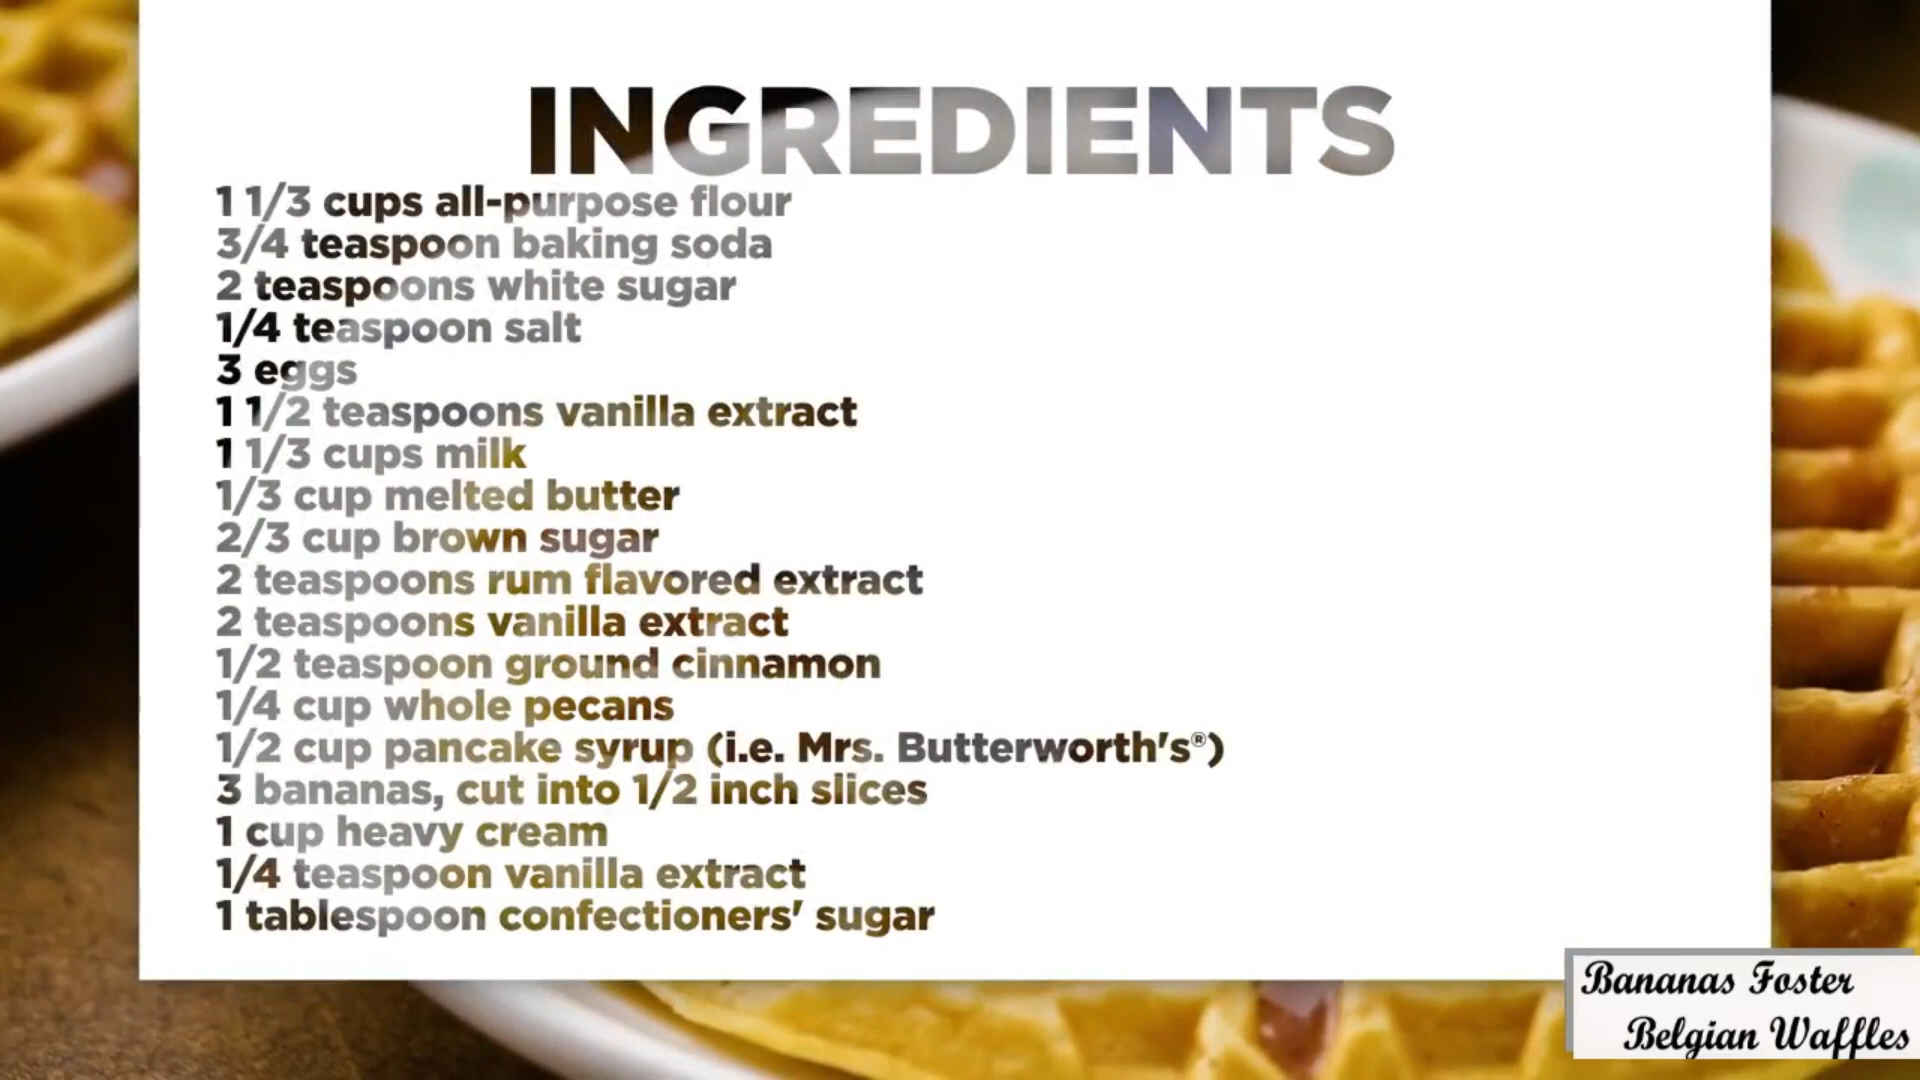 INGREDIENTS
1 1/3 cups all-purpose flour
3/4 teaspoon baking soda
2 teaspoons white sugar
1/4 teaspoon salt
3 eggs
1 1/2 teaspoons vanilla extract
1 1/3 cups milk
1/3 cup melted butter
2/3 cup brown sugar
2 teaspoons rum flavored extract
2 teaspoons vanilla extract
1/2 teaspoon ground cinnamon
1/4 cup whole pecans
1/2 cup pancake syrup (i.e. Mrs. Butterworth's®)
3 bananas, cut into 1/2 inch slices
1 cup heavy cream
1/4 teaspoon vanilla extract
1 tablespoon confectioners' sugar
Bananas Foster
Belgian Waffles